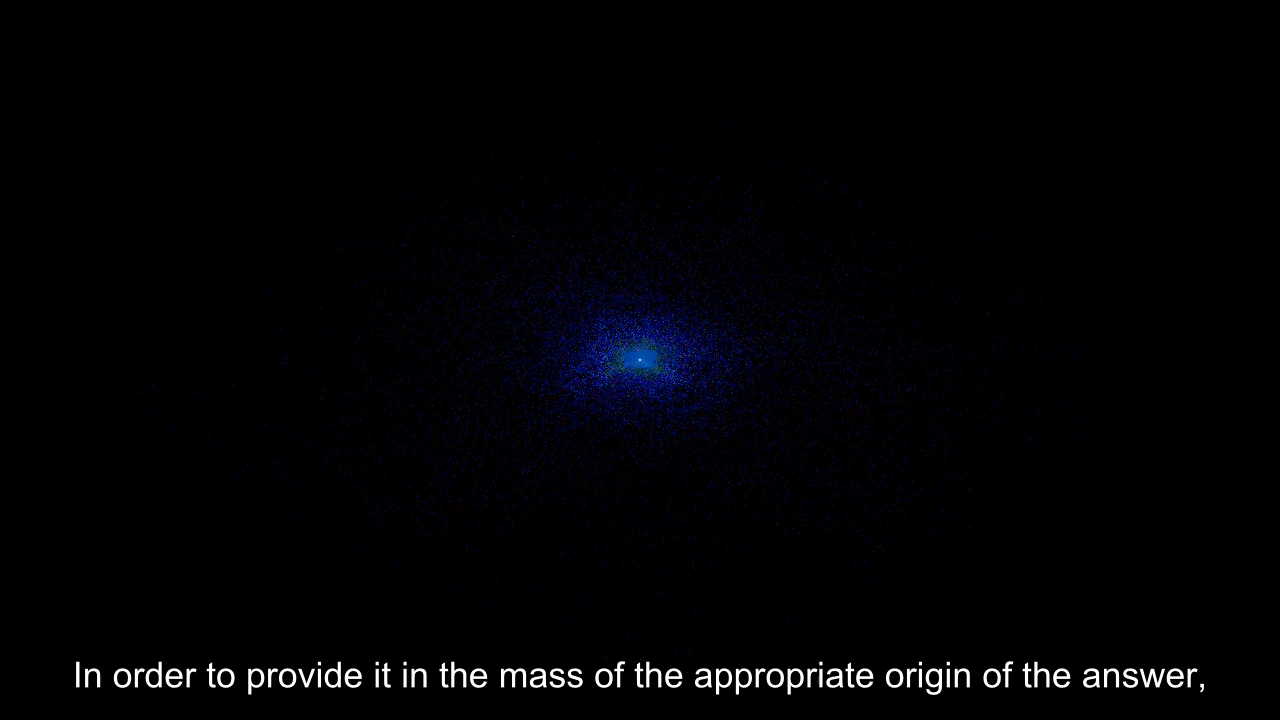 In order to provide it in the mass of the appropriate origin of the answer,